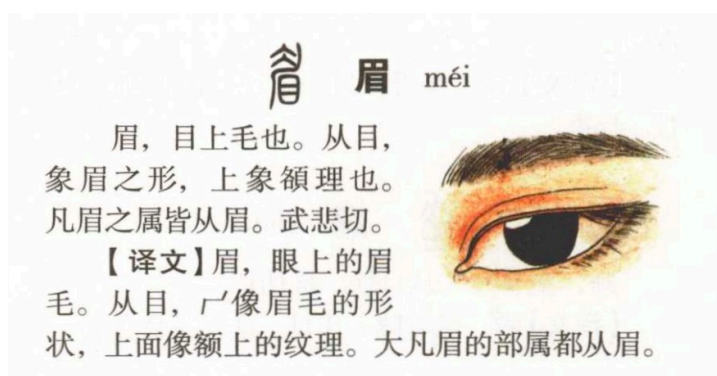 眉 眉 méi
眉，目上毛也。从目，
象眉之形，上象頟理也。
凡眉之属皆从眉。武悲切。
【译文】眉，眼上的眉
毛。从目，𠃜像眉毛的形
状，上面像额上的纹理。大凡眉的部属都从眉。